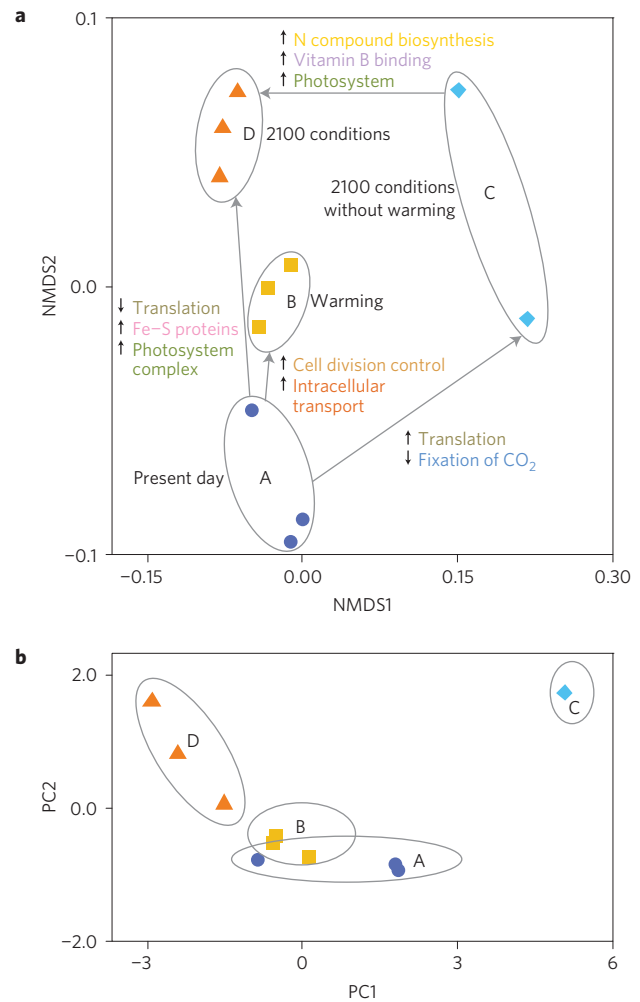 a
0.1
↑ N compound biosynthesis
↑ Vitamin B binding
↑ Photosystem
D 2100 conditions
2100 conditions
without warming
C
NMDS2
0.0
B Warming
↓ Translation
↑ Fe–S proteins
↑ Photosystem
complex
↑ Cell division control
↑ Intracellular
transport
Present day A
↑ Translation
↓ Fixation of CO₂
−0.1
−0.15 0.00 0.15 0.30
NMDS1
b
2.0
C
D
PC2
0.0
B
A
−2.0
−3 0 3 6
PC1